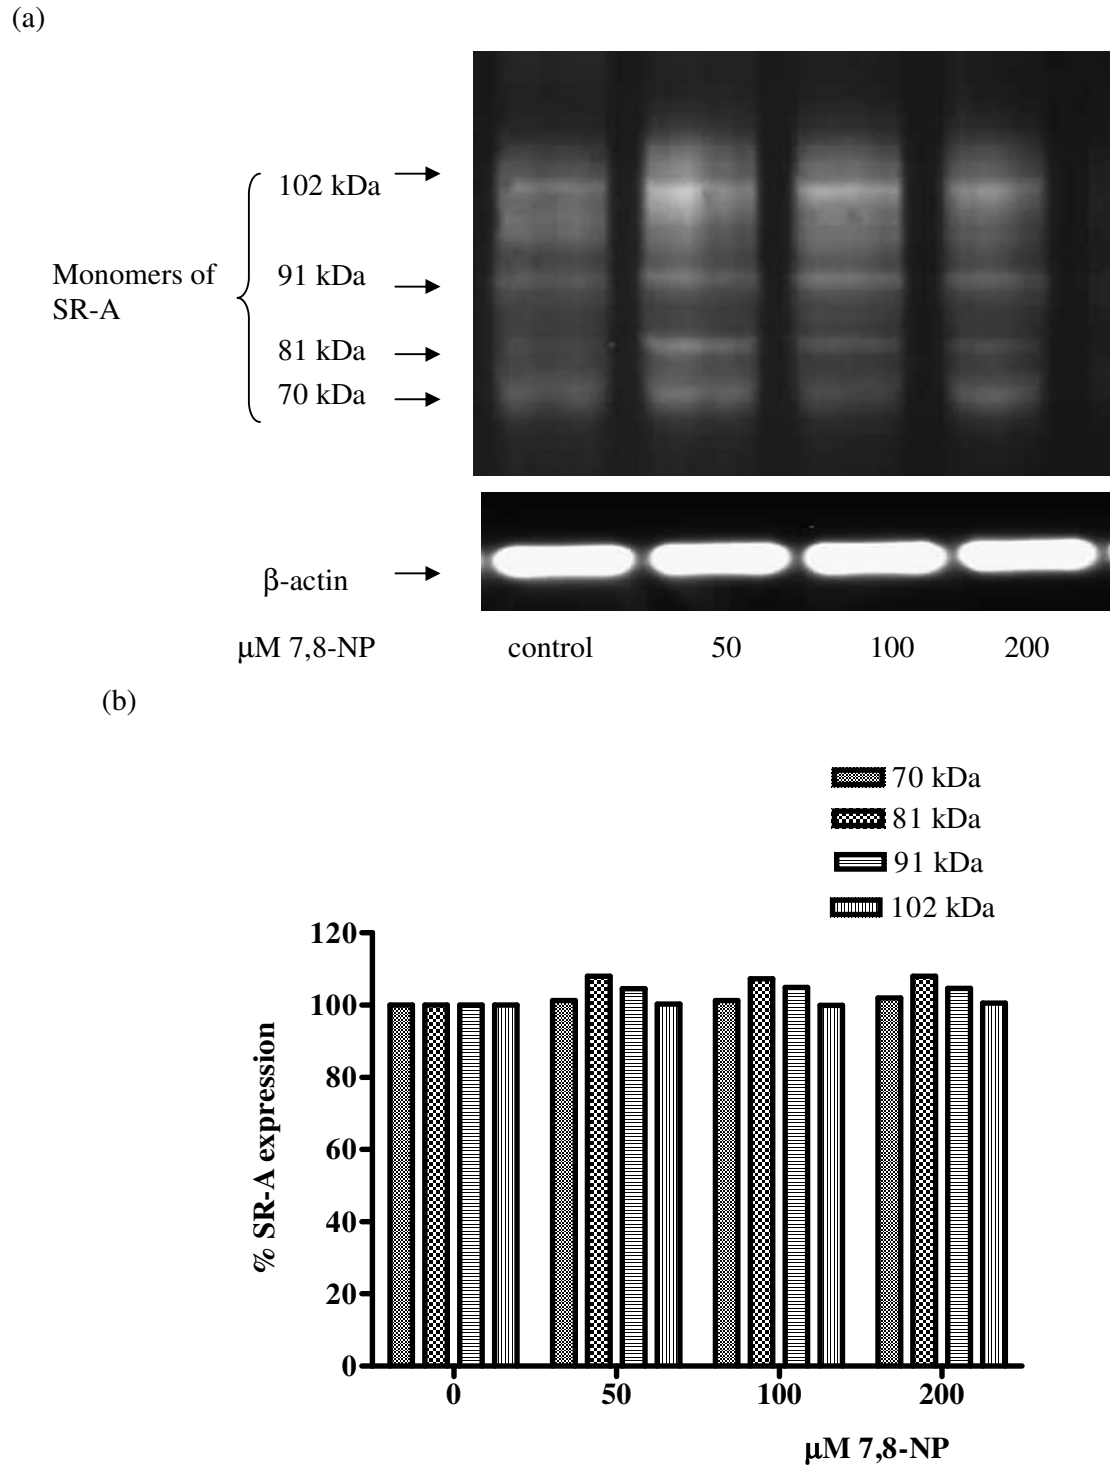 (a)
102 kDa
Monomers of
SR-A
91 kDa
81 kDa
70 kDa
β-actin
μM 7,8-NP control 50 100 200
(b)
70 kDa
81 kDa
91 kDa
102 kDa
% SR-A expression
120
100
80
60
40
20
0
0 50 100 200
μM 7,8-NP